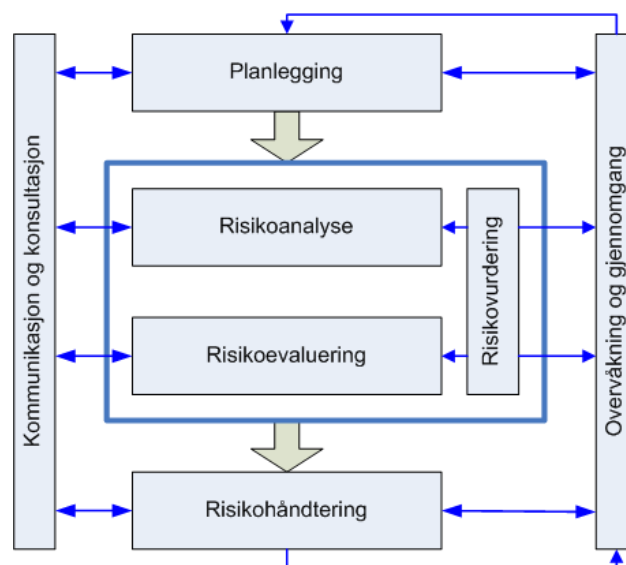 Planlegging
Kommunikasjon og konsultasjon
Risikoanalyse
Risikovurdering
Overvåkning og gjennomgang
Risikoevaluering
Risikohåndtering